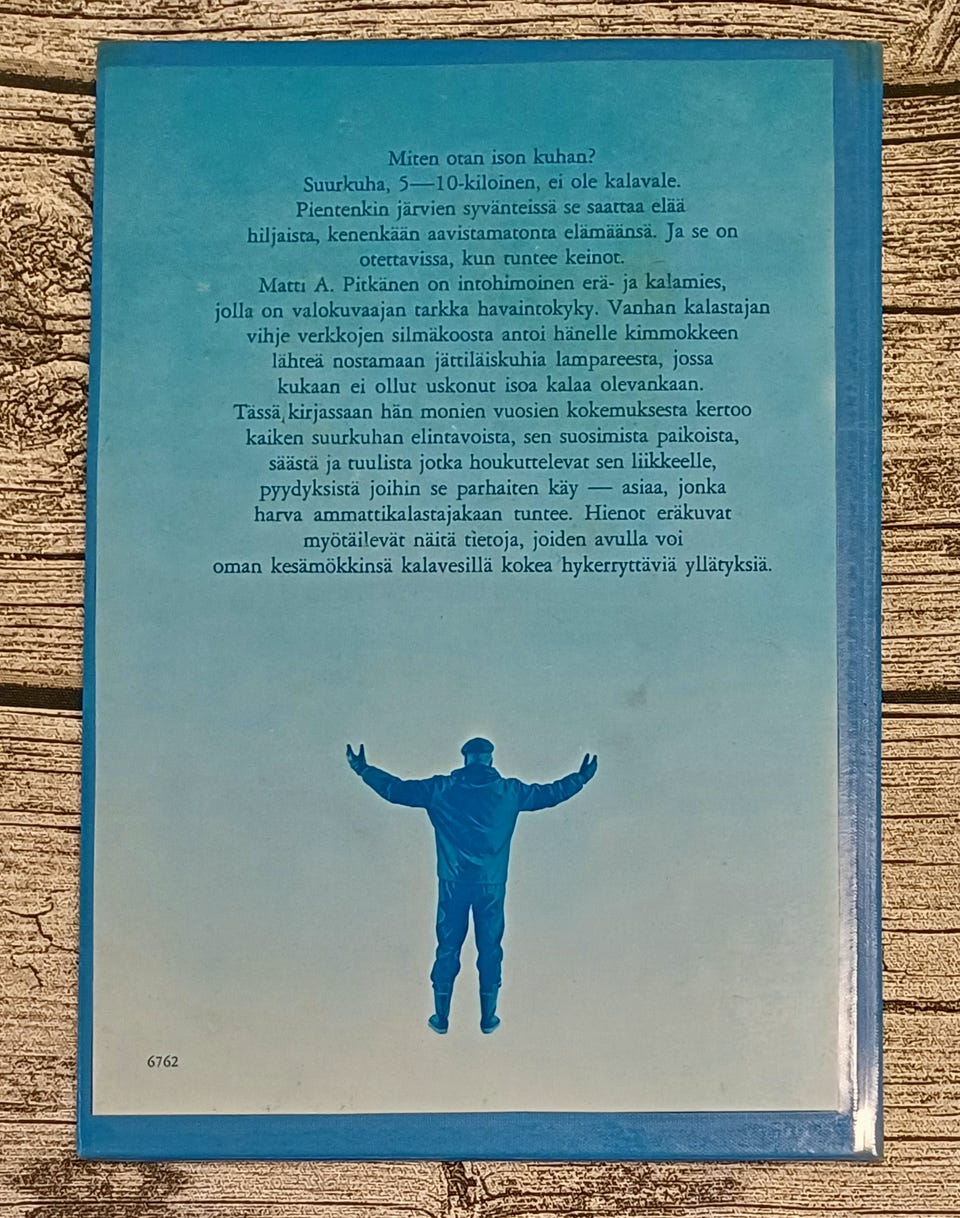 Miten otan ison kuhan?
Suurkuha, 5—10-kiloinen, ei ole kalavale.
Pientenkin järvien syvänteissä se saattaa elää
hiljaista, kenenkään aavistamatonta elämäänsä. Ja se on
otettavissa, kun tuntee keinot.
Matti A. Pitkänen on intohimoinen erä- ja kalamies,
jolla on valokuvaajan tarkka havaintokyky. Vanhan kalastajan
vihje verkkojen silmäkoosta antoi hänelle kimmokkeen
lähteä nostamaan jättiläiskuhia lampareesta, jossa
kukaan ei ollut uskonut isoa kalaa olevankaan.
Tässä kirjassaan hän monien vuosien kokemuksesta kertoo
kaiken suurkuhan elintavoista, sen suosimista paikoista,
säästä ja tuulista jotka houkuttelevat sen liikkeelle,
pyydyksistä joihin se parhaiten käy — asiaa, jonka
harva ammattikalastajakaan tuntee. Hienot eräkuvat
myötäilevät näitä tietoja, joiden avulla voi
oman kesämökkinsä kalavesillä kokea hykerryttäviä yllätyksiä.
6762